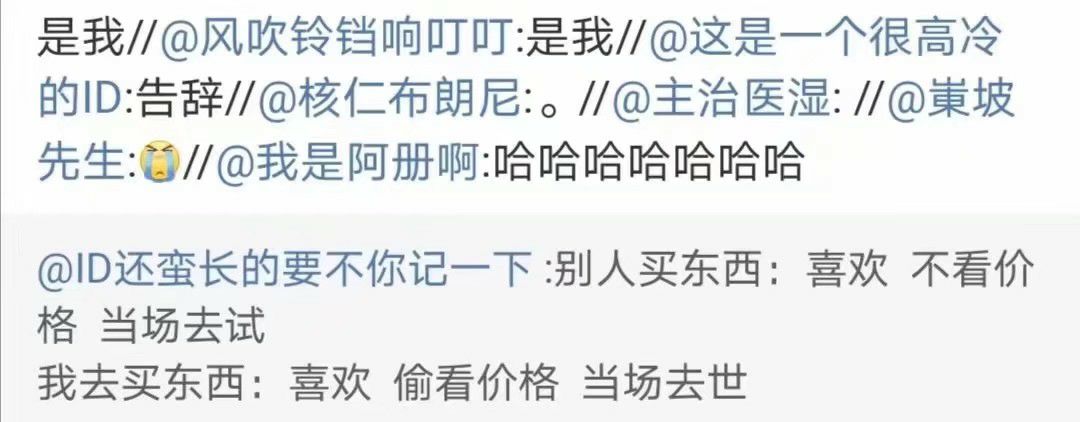 是我//@风吹铃铛响叮叮:是我//@这是一个很高冷
的ID:告辞//@核仁布朗尼:。//@主治医湿: //@崬坡
先生:😭//@我是阿册啊:哈哈哈哈哈哈哈
@ID还蛮长的要不你记一下 :别人买东西：喜欢 不看价
格 当场去试
我去买东西：喜欢 偷看价格 当场去世